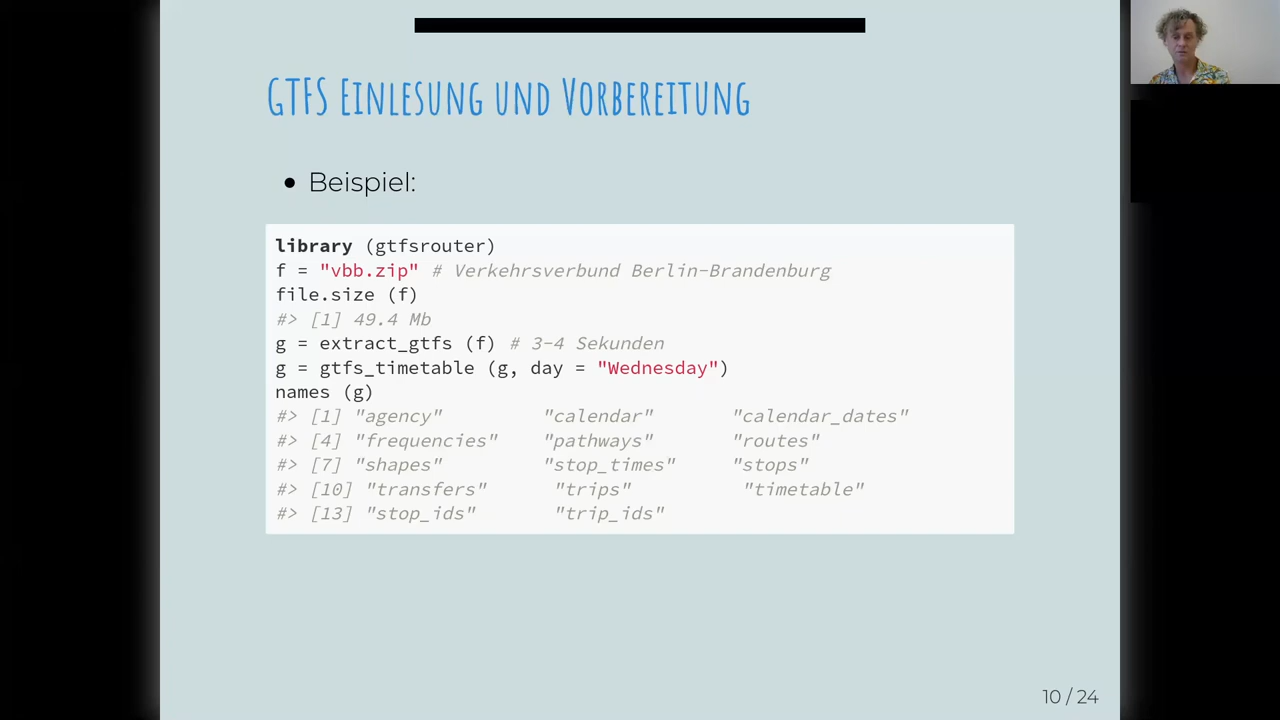 GTFS Einlesung und Vorbereitung
• Beispiel:
library (gtfsrouter)
f = "vbb.zip" # Verkehrsverbund Berlin-Brandenburg
file.size (f)
#> [1] 49.4 Mb
g = extract_gtfs (f) # 3-4 Sekunden
g = gtfs_timetable (g, day = "Wednesday")
names (g)
#> [1] "agency" "calendar" "calendar_dates"
#> [4] "frequencies" "pathways" "routes"
#> [7] "shapes" "stop_times" "stops"
#> [10] "transfers" "trips" "timetable"
#> [13] "stop_ids" "trip_ids"
10 / 24